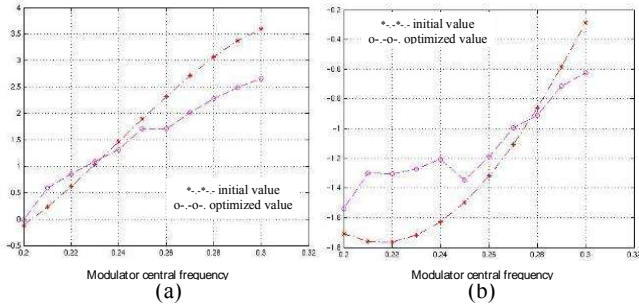 4
3.5
3
2.5
2
1.5
1
0.5
0
-0.5
0.2 0.22 0.24 0.26 0.28 0.3 0.32
*-.-*-.- initial value
o-.-o-. optimized value
Modulator central frequency
(a)
-0.2
-0.4
-0.6
-0.8
-1
-1.2
-1.4
-1.6
-1.8
0.2 0.22 0.24 0.26 0.28 0.3 0.32
*-.-*-.- initial value
o-.-o-. optimized value
Modulator central frequency
(b)